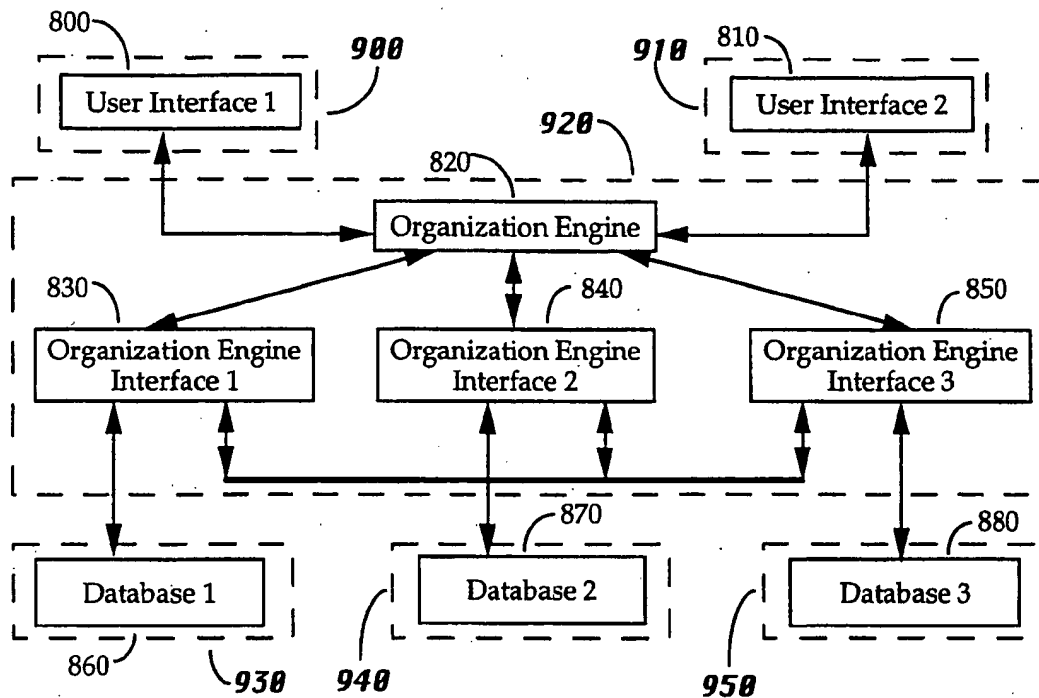 800
900
User Interface 1
810
910
User Interface 2
920
820
Organization Engine
830
Organization Engine
Interface 1
840
Organization Engine
Interface 2
850
Organization Engine
Interface 3
870
880
Database 1
Database 2
Database 3
860
930
940
950